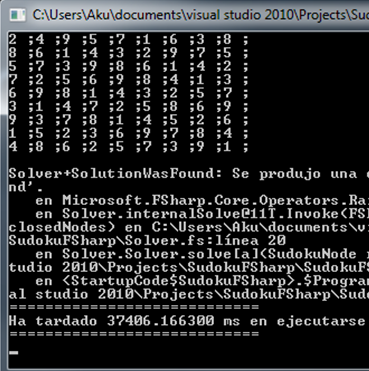 C:\Users\Aku\documents\visual studio 2010\Projects\Sudo
2 ;4 ;9 ;5 ;7 ;1 ;6 ;3 ;8 ;
8 ;6 ;1 ;4 ;3 ;2 ;9 ;7 ;5 ;
5 ;7 ;3 ;9 ;8 ;6 ;1 ;4 ;2 ;
7 ;2 ;5 ;6 ;9 ;8 ;4 ;1 ;3 ;
6 ;9 ;8 ;1 ;4 ;3 ;2 ;5 ;7 ;
3 ;1 ;4 ;7 ;2 ;5 ;8 ;6 ;9 ;
9 ;3 ;7 ;8 ;1 ;4 ;5 ;2 ;6 ;
1 ;5 ;2 ;3 ;6 ;9 ;7 ;8 ;4 ;
4 ;8 ;6 ;2 ;5 ;7 ;3 ;9 ;1 ;
Solver+SolutionWasFound: Se produjo una e
nd'.
en Microsoft.FSharp.Core.Operators.Rai
en Solver.internalSolve@11T.Invoke(FSh
closedNodes) en C:\Users\Aku\documents\vi
SudokuFSharp\Solver.fs:línea 20
en Solver.Solver.solve[a](SudokuNode r
tudio 2010\Projects\SudokuFSharp\SudokuFS
en <StartupCode$SudokuFSharp>.$Program
al studio 2010\Projects\SudokuFSharp\Sudo
============================
Ha tardado 37406.166300 ms en ejecutarse
============================